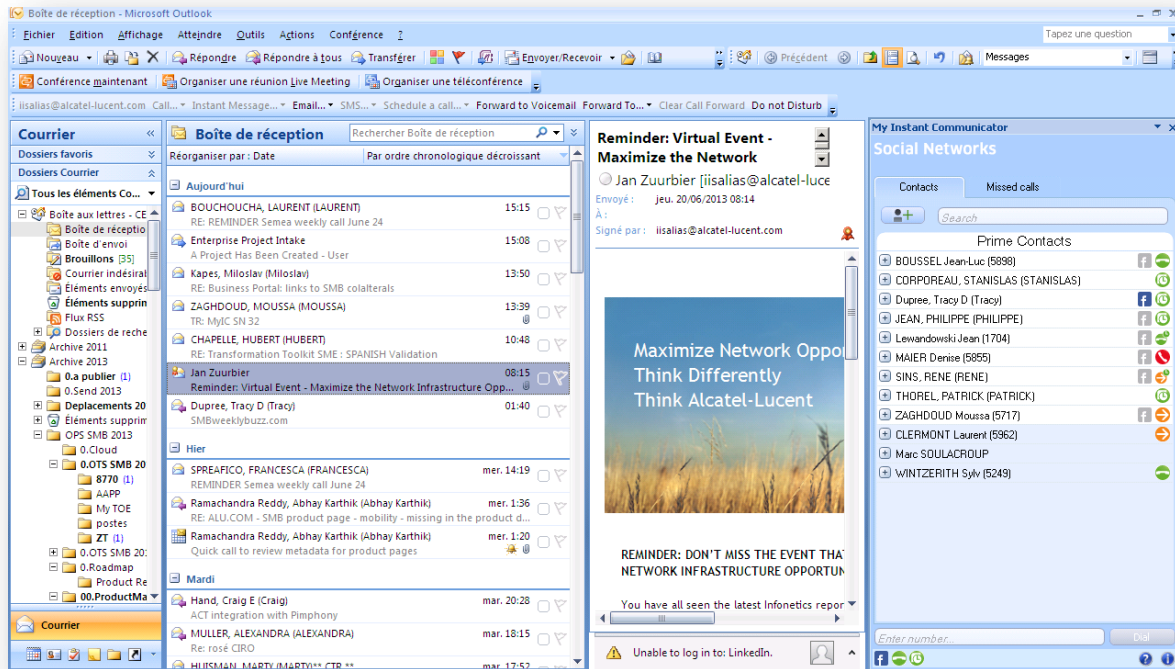 Boîte de réception - Microsoft Outlook
Fichier Edition Affichage Atteindre Outils Actions Conférence ? Tapez une question
Nouveau Répondre Répondre à tous Transférer Envoyer/Recevoir Précédent Messages
Conférence maintenant Organiser une réunion Live Meeting Organiser une téléconférence
iisalias@alcatel-lucent.com Call... Instant Message... Email... SMS... Schedule a call... Forward to Voicemail Forward To... Clear Call Forward Do not Disturb
Courrier «
Dossiers favoris
Dossiers Courrier
Tous les éléments Co...
Boîte aux lettres - CE
Boîte de réceptio
Boîte d'envoi
Brouillons [35]
Courrier indésirab
Éléments envoyés
Éléments supprin
Flux RSS
Dossiers de reche
Archive 2011
Archive 2013
0.a publier (1)
0.Send 2013
Deplacements 20
Éléments supprim
OPS SMB 2013
0.Cloud
0.OTS SMB 20
8770 (1)
AAPP
My TOE
postes
ZT (1)
0.OTS SMB 20:
0.Roadmap
Product Re
00.ProductMa
Courrier
Boîte de réception Rechercher Boîte de réception
Réorganiser par : Date Par ordre chronologique décroissant
Aujourd'hui
BOUCHOUCHA, LAURENT (LAURENT) 15:15
RE: REMINDER Semea weekly call June 24
Enterprise Project Intake 15:08
A Project Has Been Created - User
Kapes, Miloslav (Miloslav) 13:50
RE: Business Portal: links to SMB colalterals
ZAGHDOUD, MOUSSA (MOUSSA) 13:39
TR: MyIC SN 32
CHAPELLE, HUBERT (HUBERT) 10:48
RE: Transformation Toolkit SME : SPANISH Validation
Jan Zuurbier 08:15
Reminder: Virtual Event - Maximize the Network Infrastructure Opp...
Dupree, Tracy D (Tracy) 01:40
SMBweeklybuzz.com
Hier
SPREAFICO, FRANCESCA (FRANCESCA) mer. 14:19
REMINDER Semea weekly call June 24
Ramachandra Reddy, Abhay Karthik (Abhay Karthik) mer. 1:36
RE: ALU.COM - SMB product page - mobility - missing in the product d...
Ramachandra Reddy, Abhay Karthik (Abhay Karthik) mer. 1:20
Quick call to review metadata for product pages
Mardi
Hand, Craig E (Craig) mar. 20:28
ACT integration with Pimphony
MULLER, ALEXANDRA (ALEXANDRA) mar. 18:15
Re: rosé CIRO
HUISMAN, MARTY (MARTY)** CTR ** mar. 17:52
Reminder: Virtual Event -
Maximize the Network
Jan Zuurbier [iisalias@alcatel-luce
Envoyé : jeu. 20/06/2013 08:14
À :
Signé par : iisalias@alcatel-lucent.com
Maximize Network Oppor
Think Differently
Think Alcatel-Lucent
REMINDER: DON'T MISS THE EVENT THA
NETWORK INFRASTRUCTURE OPPORTUN
You have all seen the latest Infonetics repor
Unable to log in to: LinkedIn.
My Instant Communicator
Social Networks
Contacts Missed calls
Search
Prime Contacts
BOUSSEL Jean-Luc (5898)
CORPOREAU, STANISLAS (STANISLAS)
Dupree, Tracy D (Tracy)
JEAN, PHILIPPE (PHILIPPE)
Lewandowski Jean (1704)
MAIER Denise (5855)
SINS, RENE (RENE)
THOREL, PATRICK (PATRICK)
ZAGHDOUD Moussa (5717)
CLERMONT Laurent (5962)
Marc SOULACROUP
WINTZERITH Sylv (5249)
Enter number... Dial